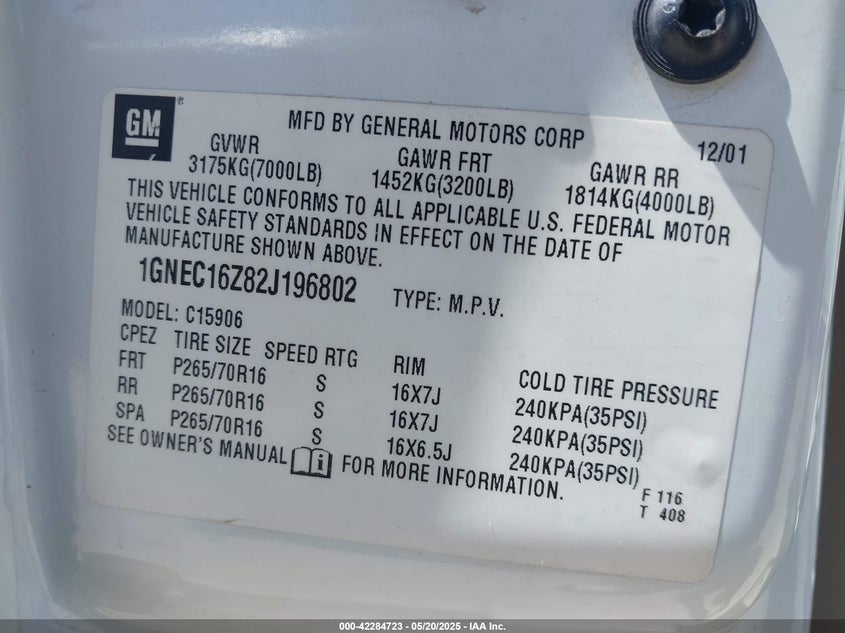 GM
MFD BY GENERAL MOTORS CORP 12/01
GVWR GAWR FRT GAWR RR
3175KG(7000LB) 1452KG(3200LB) 1814KG(4000LB)
THIS VEHICLE CONFORMS TO ALL APPLICABLE U.S. FEDERAL MOTOR
VEHICLE SAFETY STANDARDS IN EFFECT ON THE DATE OF
MANUFACTURE SHOWN ABOVE.
1GNEC16Z82J196802 TYPE: M.P.V.
MODEL: C15906
CPEZ TIRE SIZE SPEED RTG RIM COLD TIRE PRESSURE
FRT P265/70R16 S 16X7J 240KPA(35PSI)
RR P265/70R16 S 16X7J 240KPA(35PSI)
SPA P265/70R16 S 16X6.5J 240KPA(35PSI)
SEE OWNER'S MANUAL i FOR MORE INFORMATION.
F 116
T 408
000-42284723 — 05/20/2025 — IAA Inc.